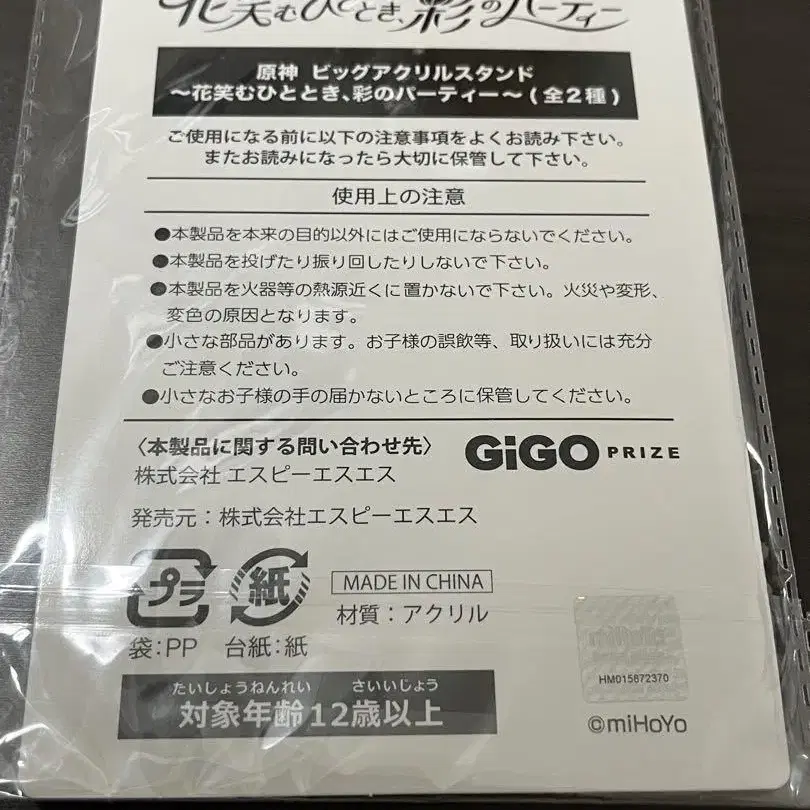 花笑むひととき、彩のパーティー
原神 ビッグアクリルスタンド
〜花笑むひととき、彩のパーティー〜(全2種)
ご使用になる前に以下の注意事項をよくお読み下さい。
またお読みになったら大切に保管して下さい。
使用上の注意
●本製品を本来の目的以外にはご使用にならないでください。
●本製品を投げたり振り回したりしないで下さい。
●本製品を火器等の熱源近くに置かないで下さい。火災や変形、
変色の原因となります。
●小さな部品があります。お子様の誤飲等、取り扱いには充分
ご注意ください。
●小さなお子様の手の届かないところに保管してください。
〈本製品に関する問い合わせ先〉
株式会社 エスピーエスエス
GiGO PRIZE
発売元：株式会社エスピーエスエス
プラ 紙
MADE IN CHINA
材質：アクリル
袋:PP 台紙:紙
miHoYo
HM015672370
たいしょうねんれい さいいじょう
対象年齢12歳以上
©miHoYo